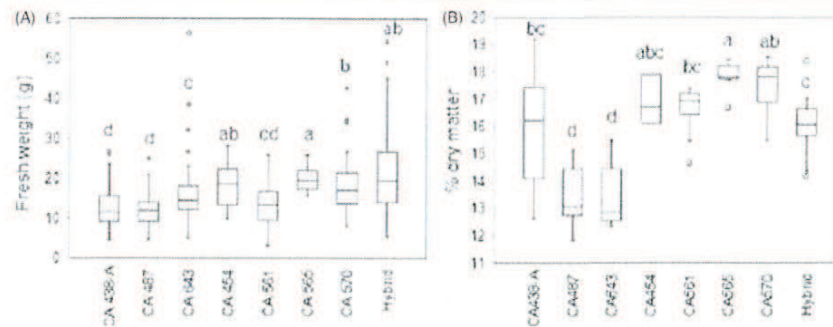 (A)
Fresh weight (g)
60
50
40
30
20
10
0
d
d
c
ab
cd
a
b
ab
CA 438-A
CA 487
CA 643
CA 454
CA 561
CA 565
CA 570
Hybrid
(B)
% dry matter
20
19
18
17
16
15
14
13
12
11
bc
d
d
abc
bc
a
ab
c
CA438-A
CA487
CA643
CA454
CA561
CA565
CA570
Hybrid